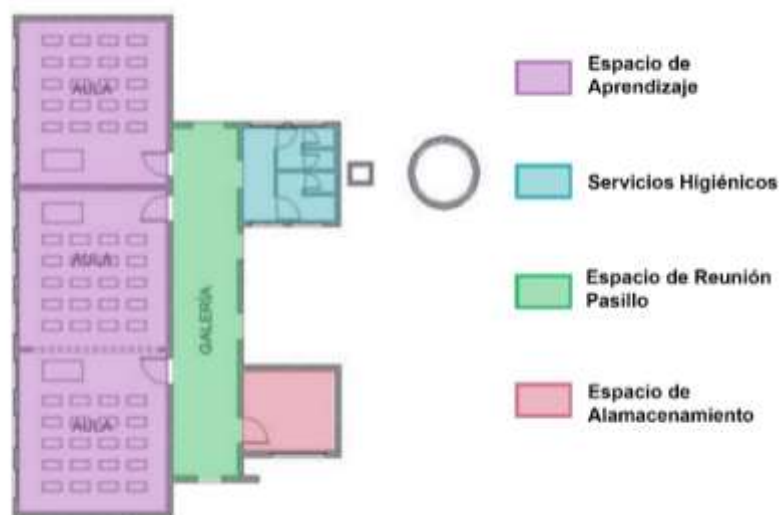 AULA
AULA
AULA
GALERÍA
Espacio de
Aprendizaje
Servicios Higiénicos
Espacio de Reunión
Pasillo
Espacio de
Alamacenamiento